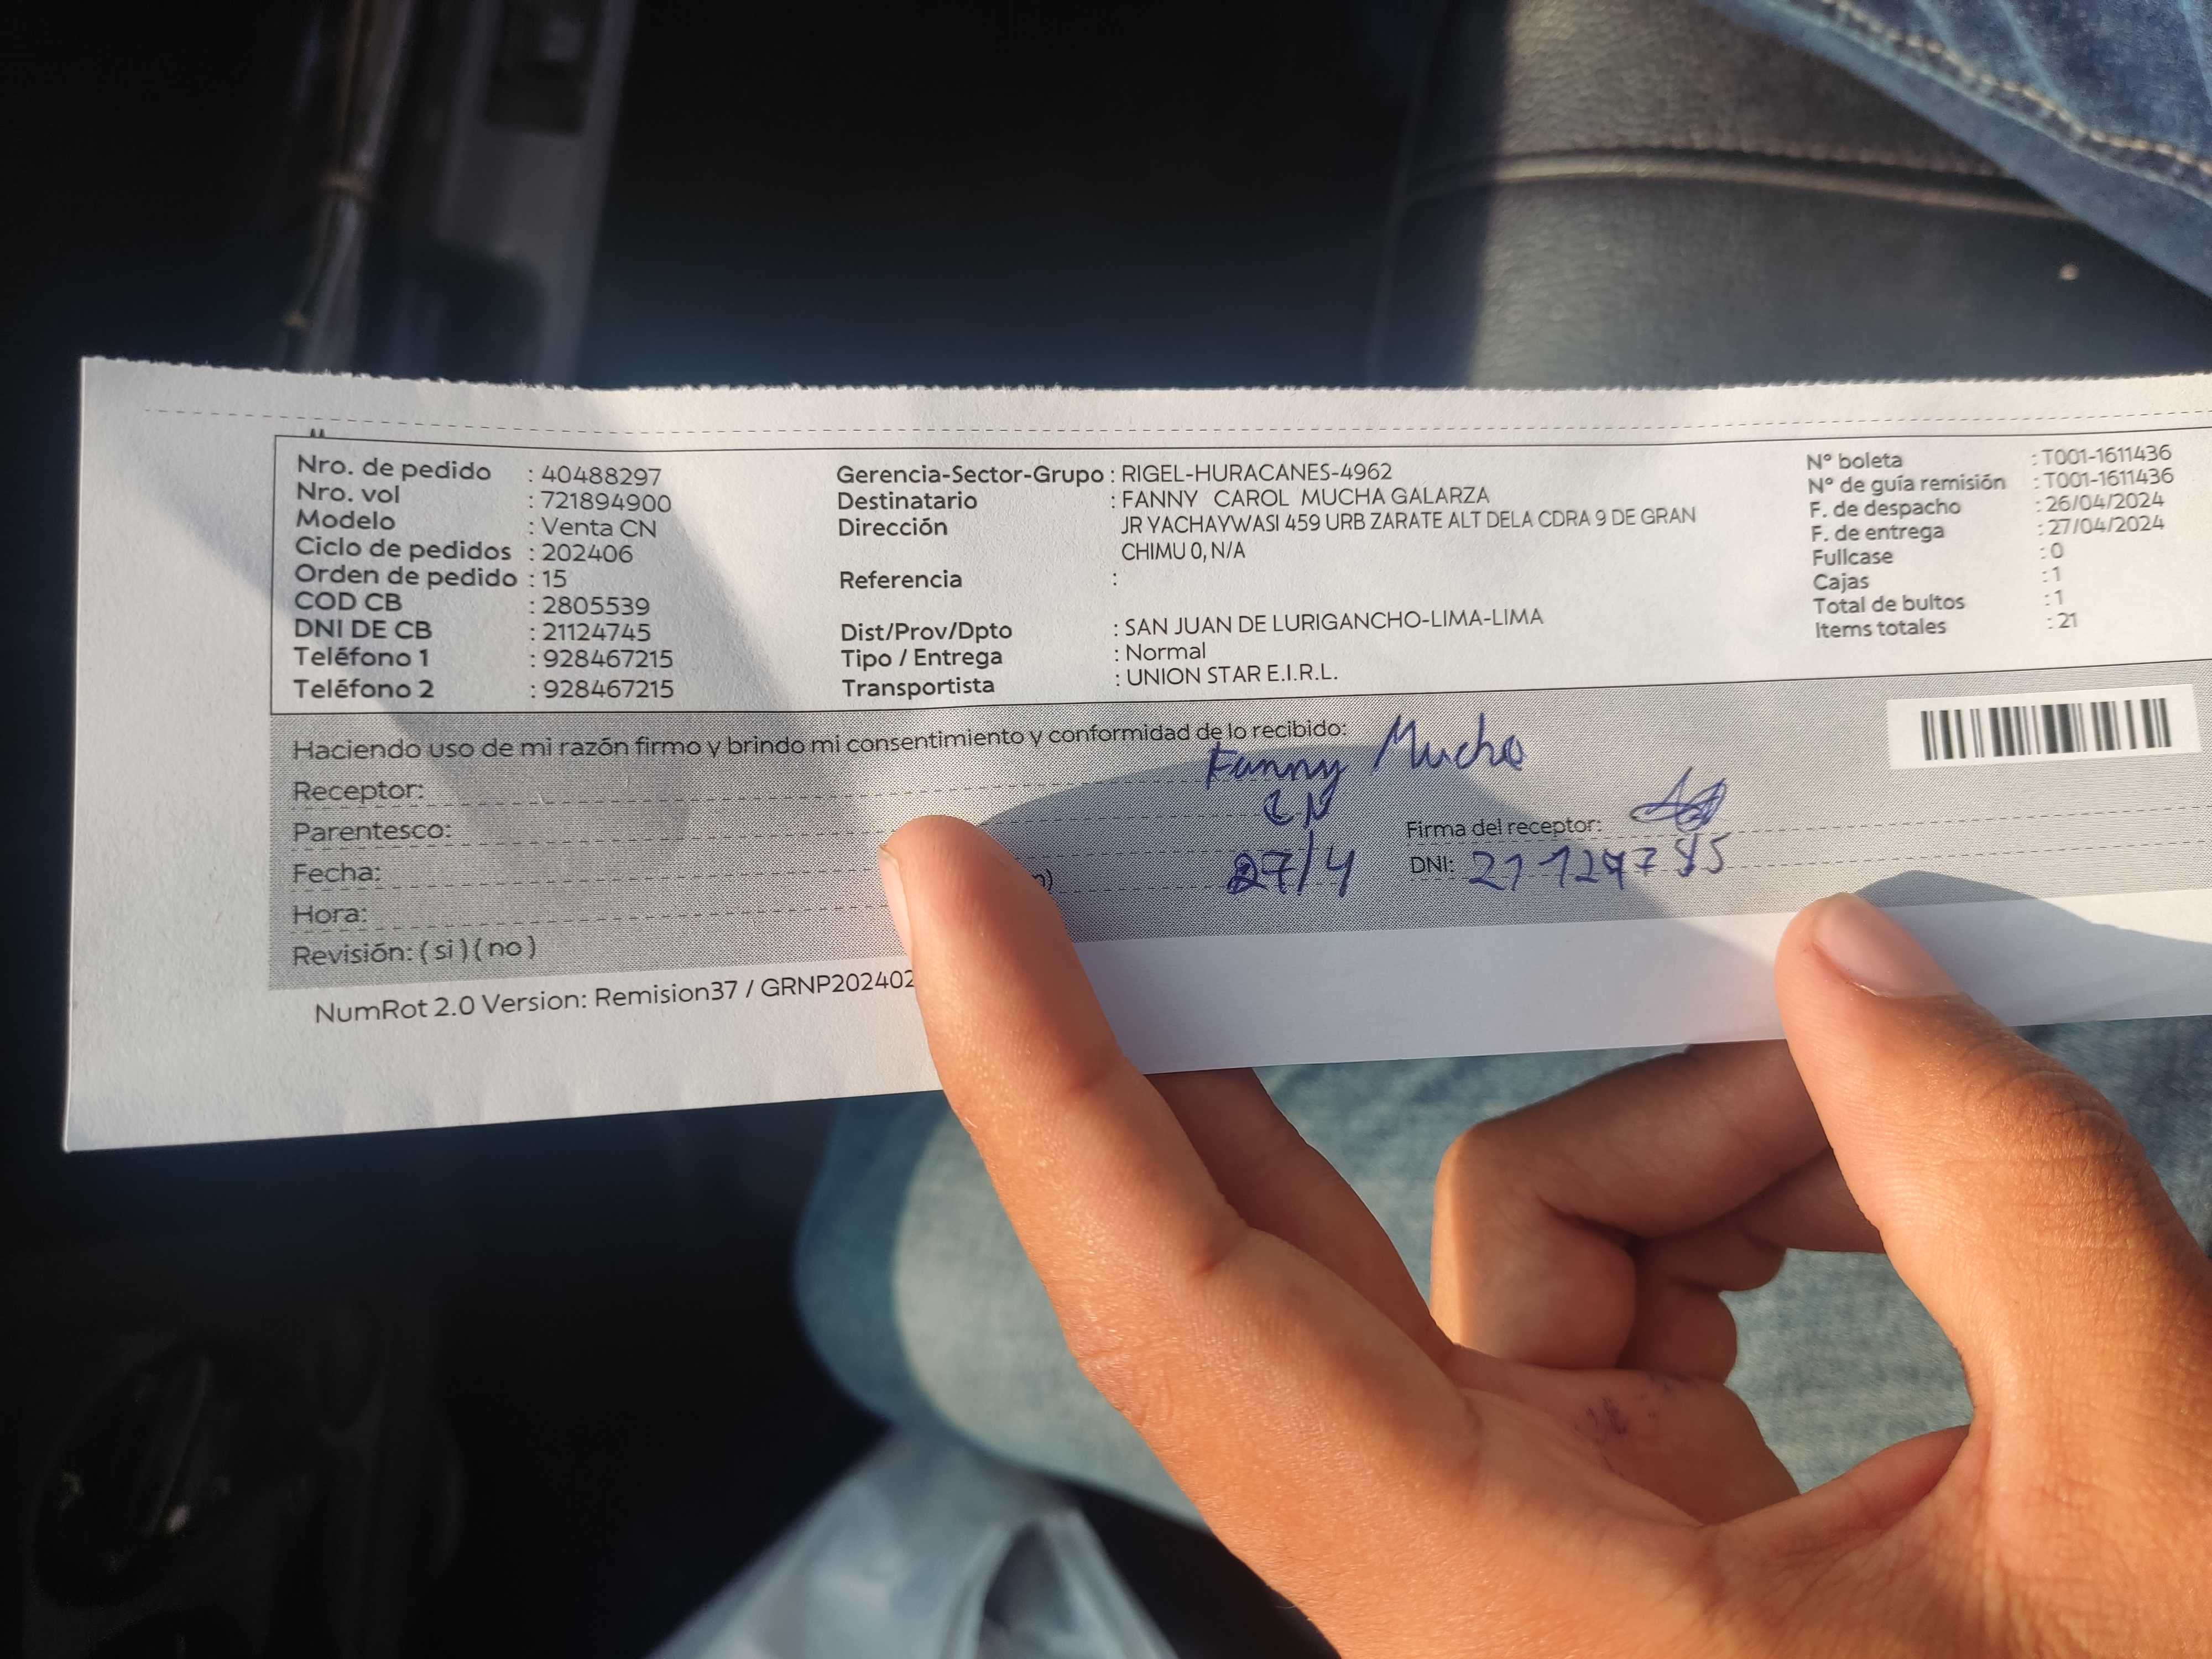 Nro. de pedido : 40488297
Nro. vol : 721894900
Modelo : Venta CN
Ciclo de pedidos : 202406
Orden de pedido : 15
COD CB : 2805539
DNI DE CB : 21124745
Teléfono 1 : 928467215
Teléfono 2 : 928467215
Gerencia-Sector-Grupo : RIGEL-HURACANES-4962
Destinatario : FANNY CAROL MUCHA GALARZA
Dirección JR YACHAYWASI 459 URB ZARATE ALT DELA CDRA 9 DE GRAN
CHIMU 0, N/A
Referencia :
Dist/Prov/Dpto : SAN JUAN DE LURIGANCHO-LIMA-LIMA
Tipo / Entrega : Normal
Transportista : UNION STAR E.I.R.L.
N° boleta : T001-1611436
N° de guía remisión : T001-1611436
F. de despacho : 26/04/2024
F. de entrega : 27/04/2024
Fullcase : 0
Cajas : 1
Total de bultos : 1
Items totales : 21
Haciendo uso de mi razón firmo y brindo mi consentimiento y conformidad de lo recibido:
Receptor: Fanny Mucha
Parentesco: CN
Fecha: 27/4
Hora:
Revisión: ( si ) ( no )
Firma del receptor:
DNI:
NumRot 2.0 Version: Remision37 / GRNP202402